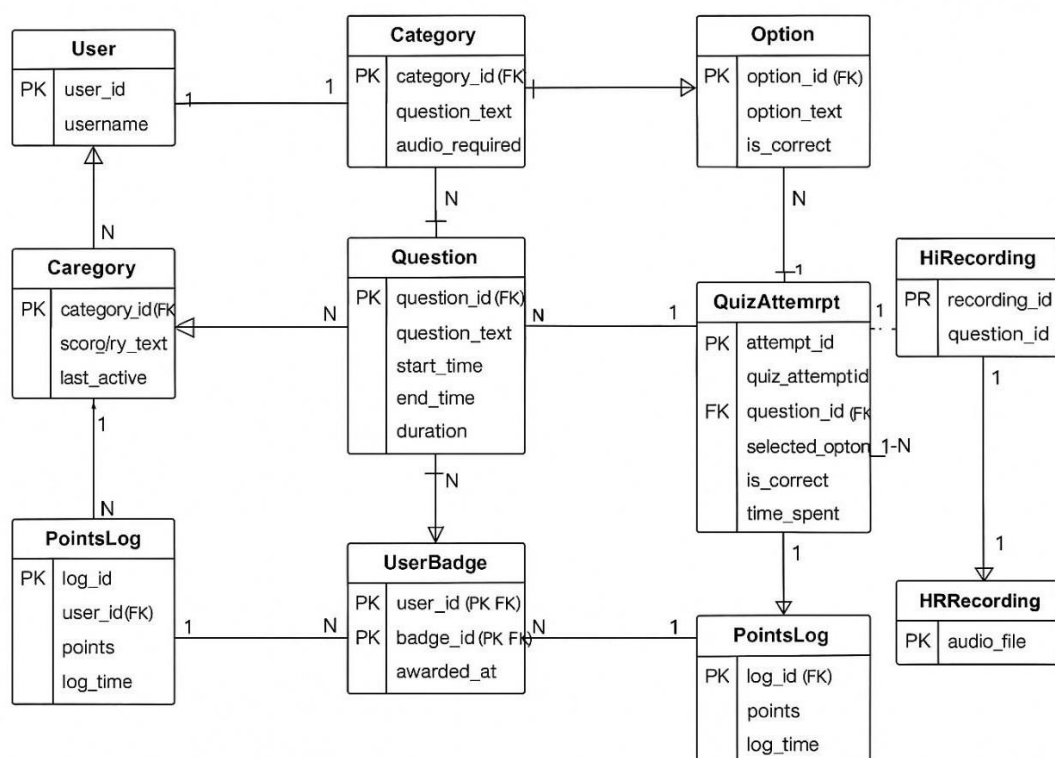 User
PK user_id
username
1
1
Category
PK category_id (FK
question_text
audio_required
Option
PK option_id (FK)
option_text
is_correct
N
N
N
Caregory
PK category_id (FK
scoro/ry_text
last_active
N
Question
PK question_id (FK)
question_text
start_time
end_time
duration
N
1
1
QuizAttemrpt
PK attempt_id
quiz_attemptid
FK question_id (FK
selected_opton_1-N
is_correct
time_spent
1
HiRecording
PR recording_id
question_id
1
1
N
N
1
1
PointsLog
PK log_id
user_id (FK)
points
log_time
1
N
UserBadge
PK user_id (PK FK)
PK badge_id (PK FK)
awarded_at
N
1
PointsLog
PK log_id (FK)
points
log_time
HRRecording
PK audio_file